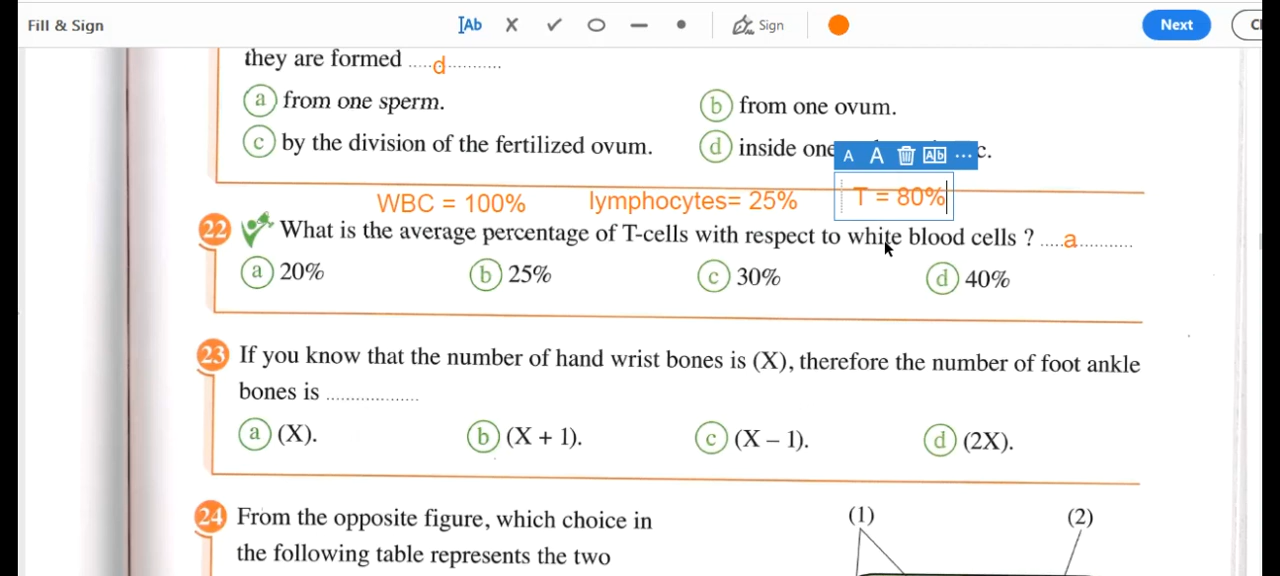 Fill & Sign
IAb
Sign
Next
they are formed .....d..........
a from one sperm.
b from one ovum.
c by the division of the fertilized ovum.
d inside one c.
A A Ab ...
WBC = 100% lymphocytes= 25% T = 80%
22 What is the average percentage of T-cells with respect to white blood cells ? .....a...........
a 20% b 25% c 30% d 40%
23 If you know that the number of hand wrist bones is (X), therefore the number of foot ankle
bones is ..................
a (X). b (X + 1). c (X – 1). d (2X).
24 From the opposite figure, which choice in
the following table represents the two
(1) (2)